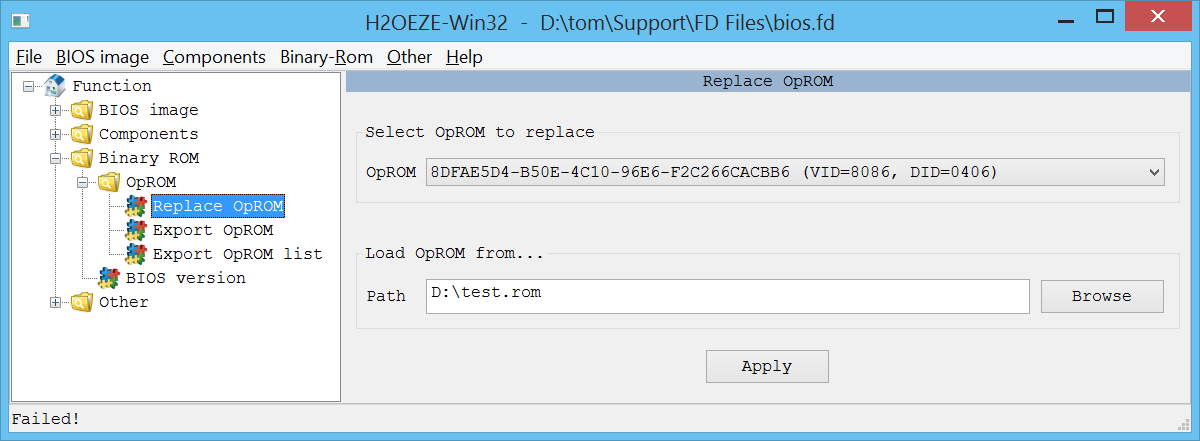 H2OEZE-Win32 - D:\tom\Support\FD Files\bios.fd
File BIOS image Components Binary-Rom Other Help
Function
BIOS image
Components
Binary ROM
OpROM
Replace OpROM
Export OpROM
Export OpROM list
BIOS version
Other
Replace OpROM
Select OpROM to replace
OpROM 8DFAE5D4-B50E-4C10-96E6-F2C266CACBB6 (VID=8086, DID=0406)
Load OpROM from...
Path D:\test.rom Browse
Apply
Failed!